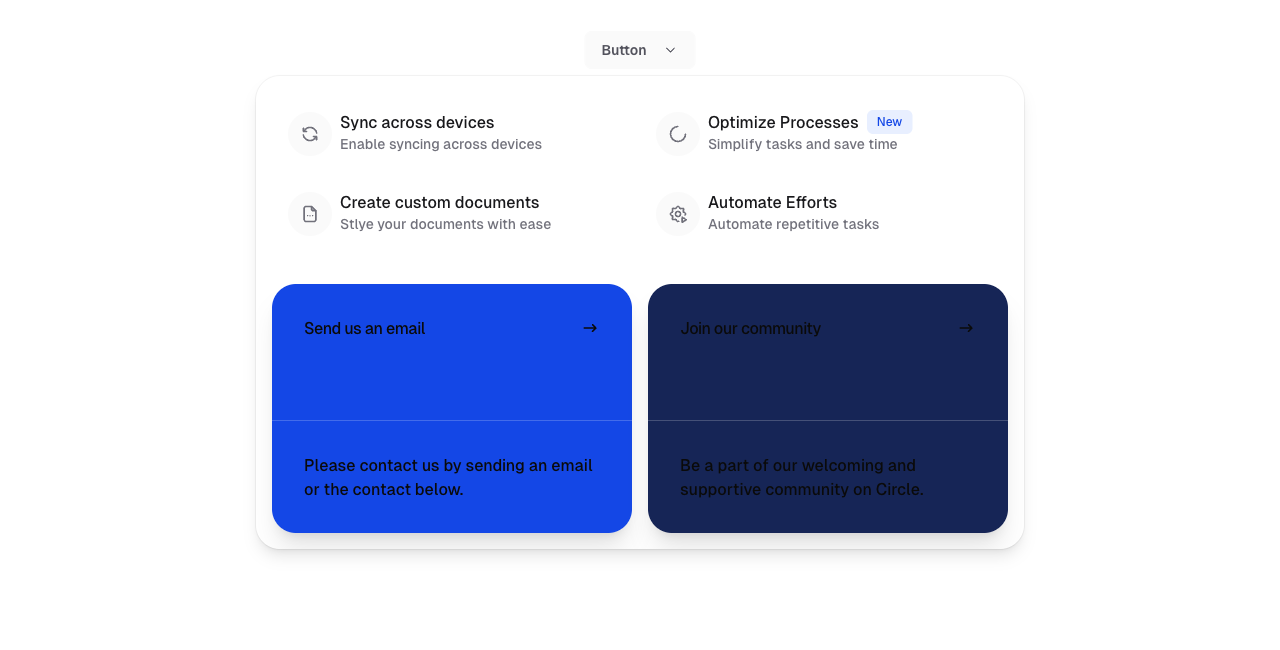 Button
Sync across devices
Enable syncing across devices
Optimize Processes New
Simplify tasks and save time
Create custom documents
Stlye your documents with ease
Automate Efforts
Automate repetitive tasks
Send us an email
Please contact us by sending an email
or the contact below.
Join our community
Be a part of our welcoming and
supportive community on Circle.